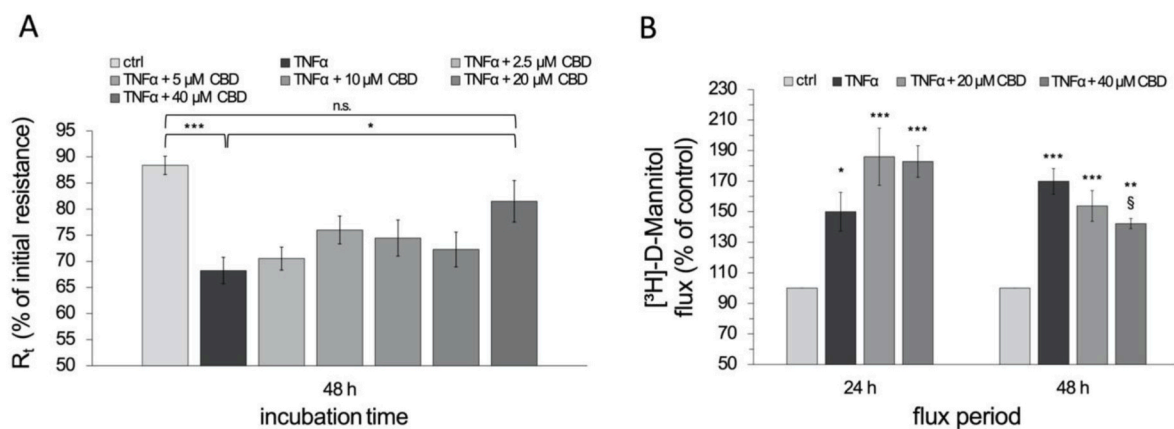 A
ctrl TNFα TNFα + 2.5 µM CBD
TNFα + 5 µM CBD TNFα + 10 µM CBD TNFα + 20 µM CBD
TNFα + 40 µM CBD
n.s.
*** *
95
90
85
80
75
70
65
60
55
50
Rt (% of initial resistance)
48 h
incubation time
B
ctrl TNFα TNFα + 20 µM CBD TNFα + 40 µM CBD
* *** *** *** *** **
§
230
210
190
170
150
130
110
90
70
50
[³H]-D-Mannitol
flux (% of control)
24 h 48 h
flux period